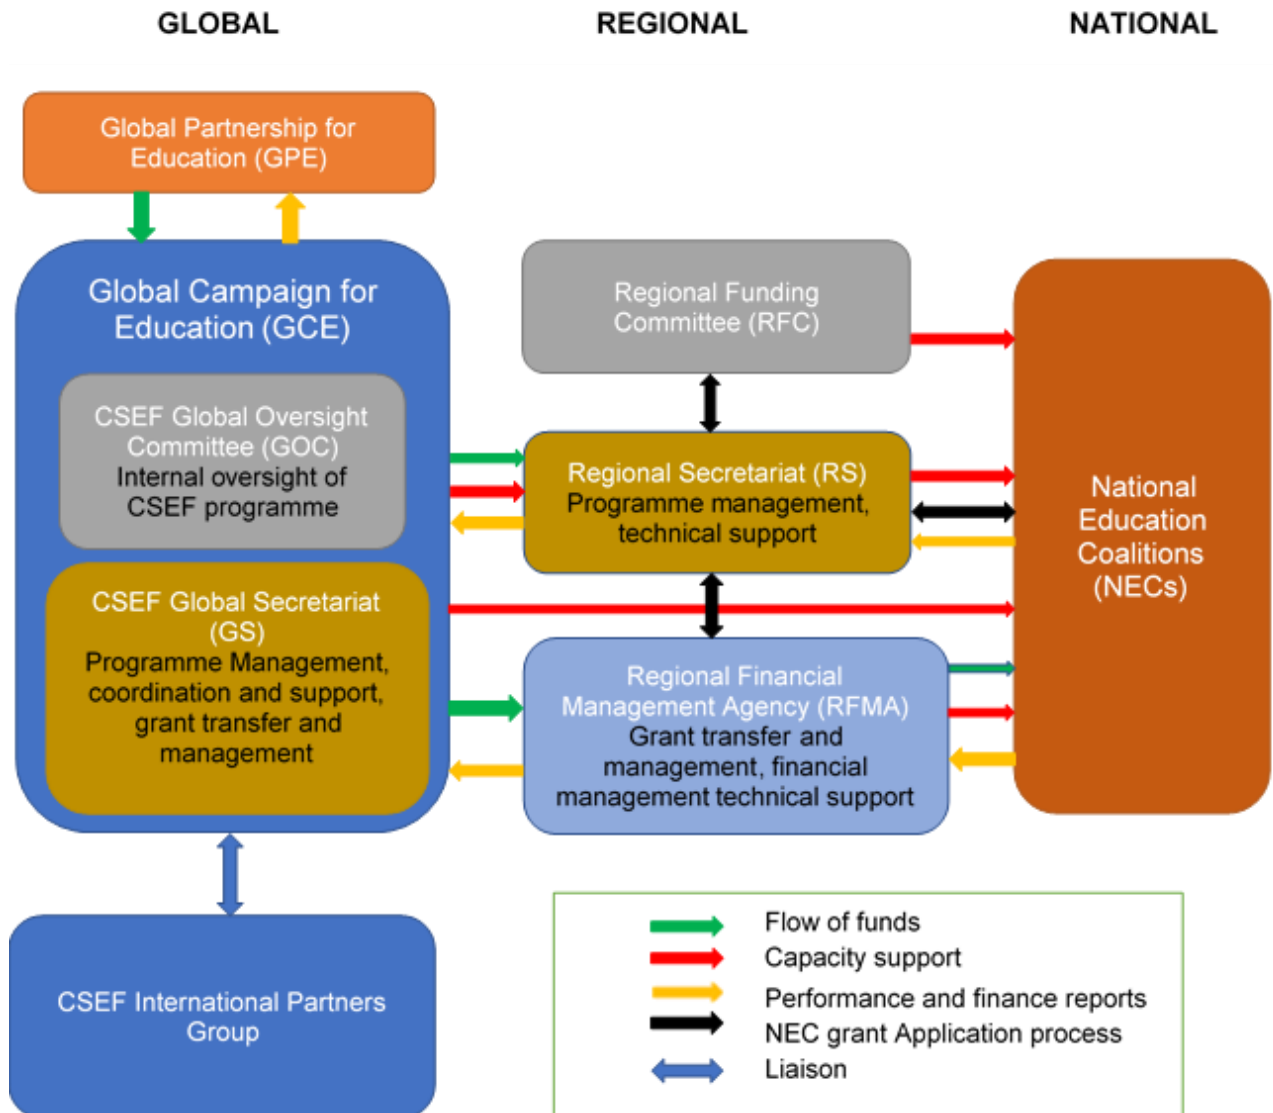 GLOBAL
REGIONAL
NATIONAL
Global Partnership for
Education (GPE)
Global Campaign for
Education (GCE)
CSEF Global Oversight
Committee (GOC)
Internal oversight of
CSEF programme
CSEF Global Secretariat
(GS)
Programme Management,
coordination and support,
grant transfer and
management
CSEF International Partners
Group
Regional Funding
Committee (RFC)
Regional Secretariat (RS)
Programme management,
technical support
Regional Financial
Management Agency (RFMA)
Grant transfer and
management, financial
management technical support
National
Education
Coalitions
(NECs)
Flow of funds
Capacity support
Performance and finance reports
NEC grant Application process
Liaison